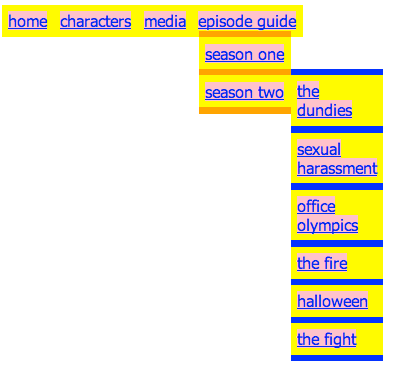 home characters media episode guide
season one
season two
the
dundies
sexual
harassment
office
olympics
the fire
halloween
the fight